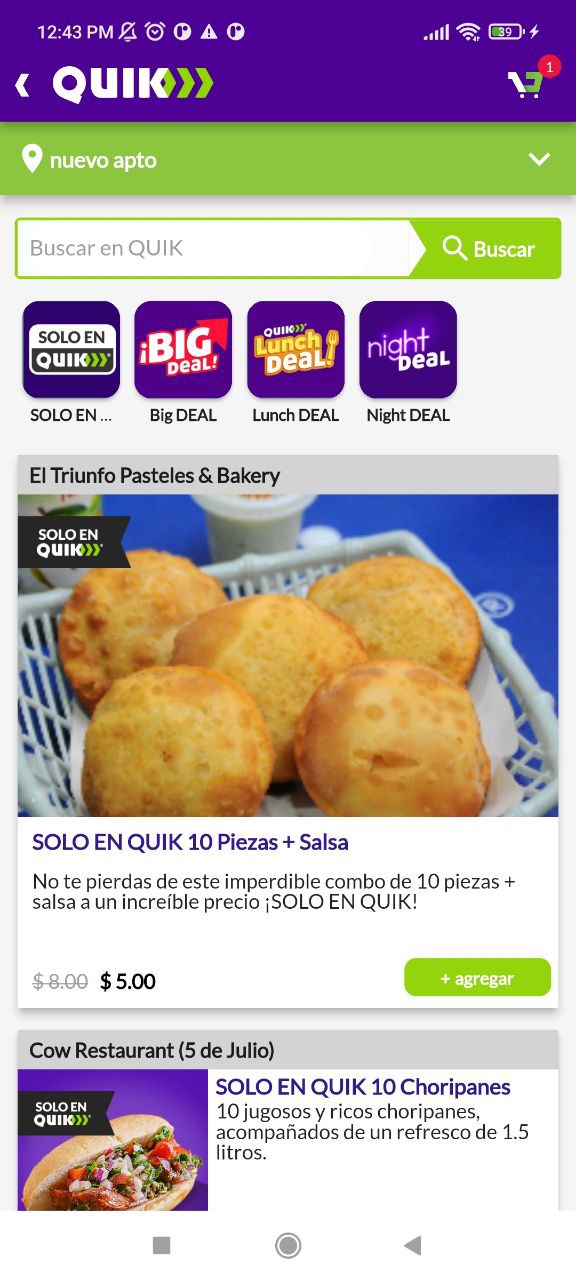 12:43 PM
39
QUIK
1
nuevo apto
Buscar en QUIK
Buscar
SOLO EN
QUIK
¡BIG
DEAL!
QUIK
Lunch
DEAL!
night
DEAL
SOLO EN ...
Big DEAL
Lunch DEAL
Night DEAL
El Triunfo Pasteles & Bakery
SOLO EN
QUIK
SOLO EN QUIK 10 Piezas + Salsa
No te pierdas de este imperdible combo de 10 piezas +
salsa a un increíble precio ¡SOLO EN QUIK!
$ 8.00 $ 5.00
+ agregar
Cow Restaurant (5 de Julio)
SOLO EN
QUIK
SOLO EN QUIK 10 Choripanes
10 jugosos y ricos choripanes,
acompañados de un refresco de 1.5
litros.